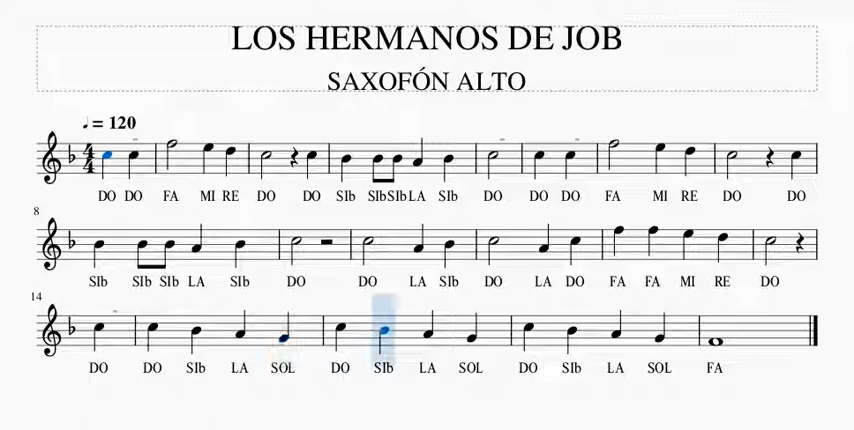 LOS HERMANOS DE JOB
SAXOFÓN ALTO
♩ = 120
4/4
DO DO FA MI RE DO DO SIb SIbSIbLA SIb DO DO DO FA MI RE DO DO
8
SIb SIb SIb LA SIb DO DO LA SIb DO LA DO FA FA MI RE DO
14
DO DO SIb LA SOL DO SIb LA SOL DO SIb LA SOL FA